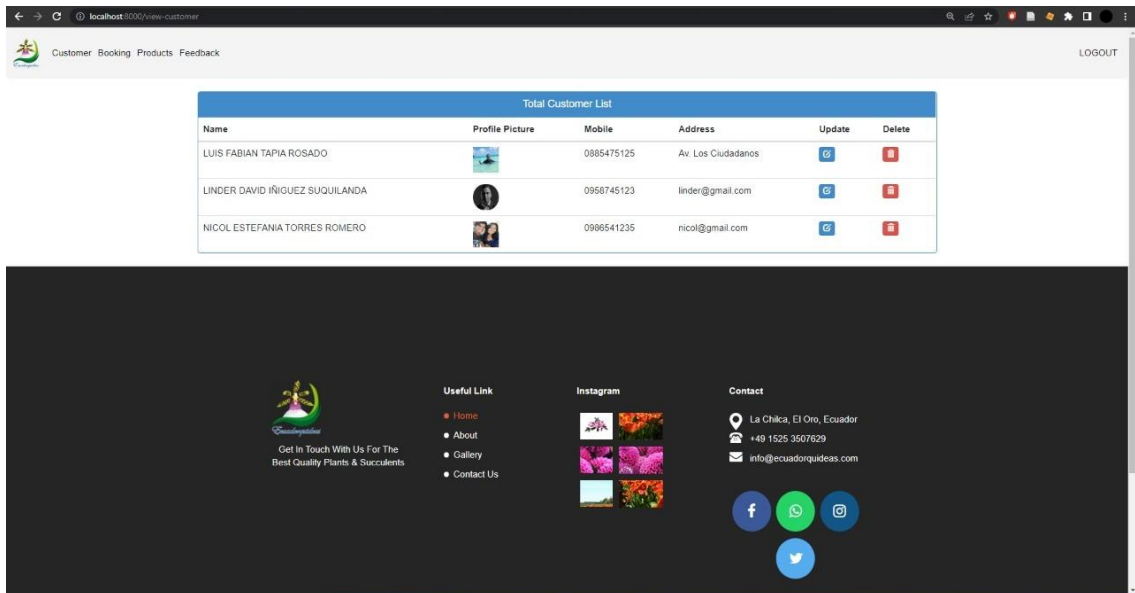 localhost:8000/view-customer
Customer Booking Products Feedback
LOGOUT
Total Customer List
Name Profile Picture Mobile Address Update Delete
LUIS FABIAN TAPIA ROSADO 0885475125 Av. Los Ciudadanos
LINDER DAVID IÑIGUEZ SUQUILANDA 0958745123 linder@gmail.com
NICOL ESTEFANIA TORRES ROMERO 0986541235 nicol@gmail.com
Get In Touch With Us For The
Best Quality Plants & Succulents
Useful Link
Home
About
Gallery
Contact Us
Instagram
Contact
La Chilca, El Oro, Ecuador
+49 1525 3507629
info@ecuadorquideas.com